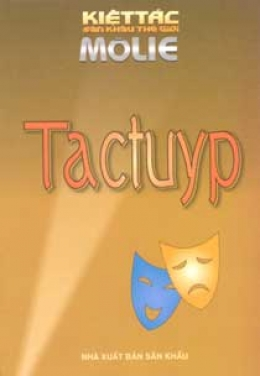 KIỆT TÁC
SÂN KHẤU THẾ GIỚI
MOLIE
Tactuyp
NHÀ XUẤT BẢN SÂN KHẤU